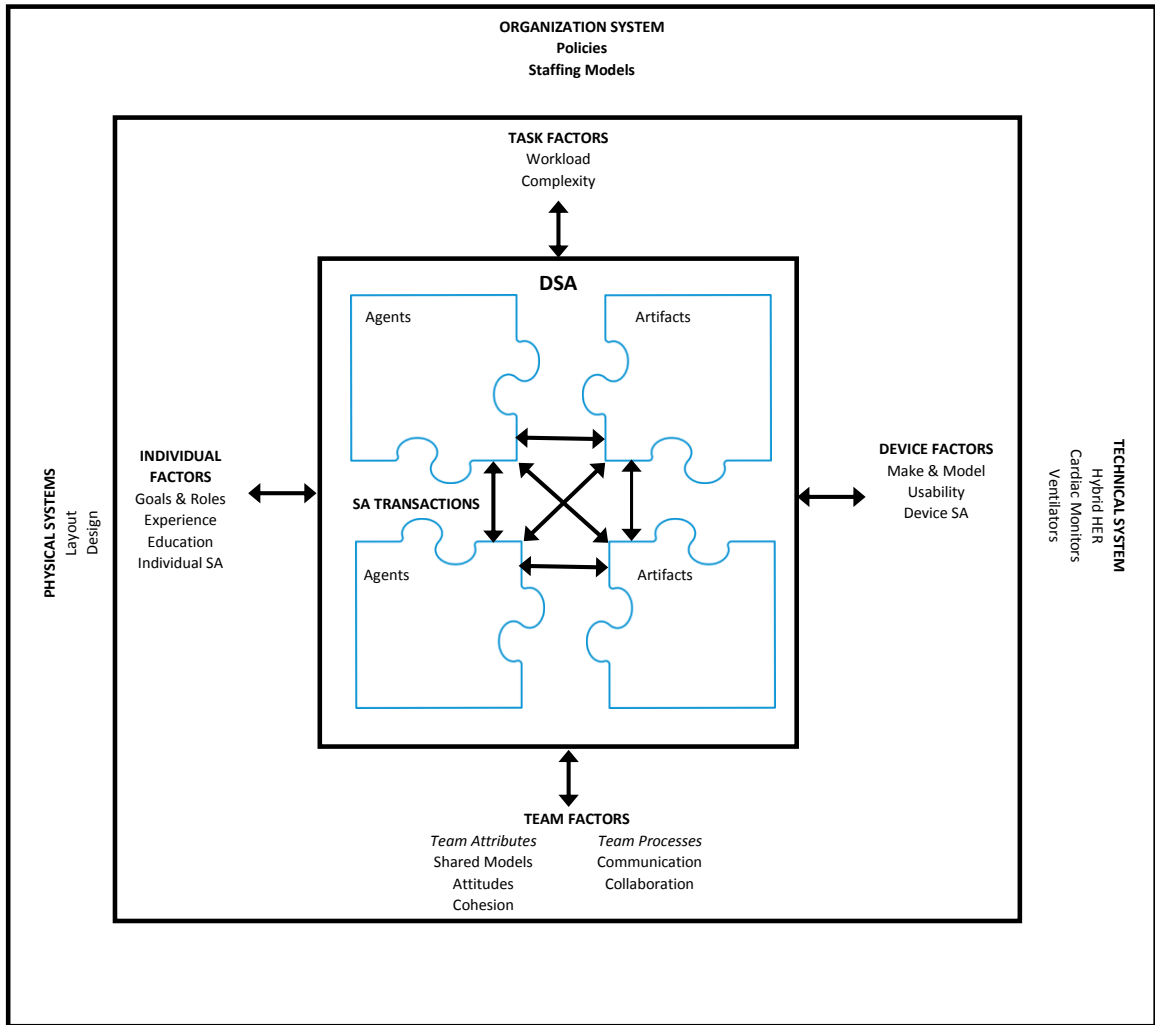 ORGANIZATION SYSTEM
Policies
Staffing Models
TASK FACTORS
Workload
Complexity
DSA
Agents
Artifacts
SA TRANSACTIONS
Agents
Artifacts
INDIVIDUAL
FACTORS
Goals & Roles
Experience
Education
Individual SA
PHYSICAL SYSTEMS
Layout
Design
DEVICE FACTORS
Make & Model
Usability
Device SA
TECHNICAL SYSTEM
Hybrid HER
Cardiac Monitors
Ventilators
TEAM FACTORS
Team Attributes
Shared Models
Attitudes
Cohesion
Team Processes
Communication
Collaboration